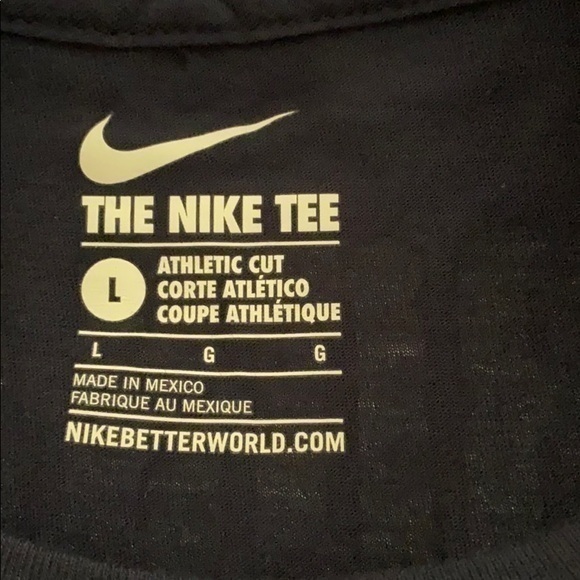 THE NIKE TEE
L
ATHLETIC CUT
CORTE ATLÉTICO
COUPE ATHLÉTIQUE
L G G
MADE IN MEXICO
FABRIQUE AU MEXIQUE
NIKEBETTERWORLD.COM